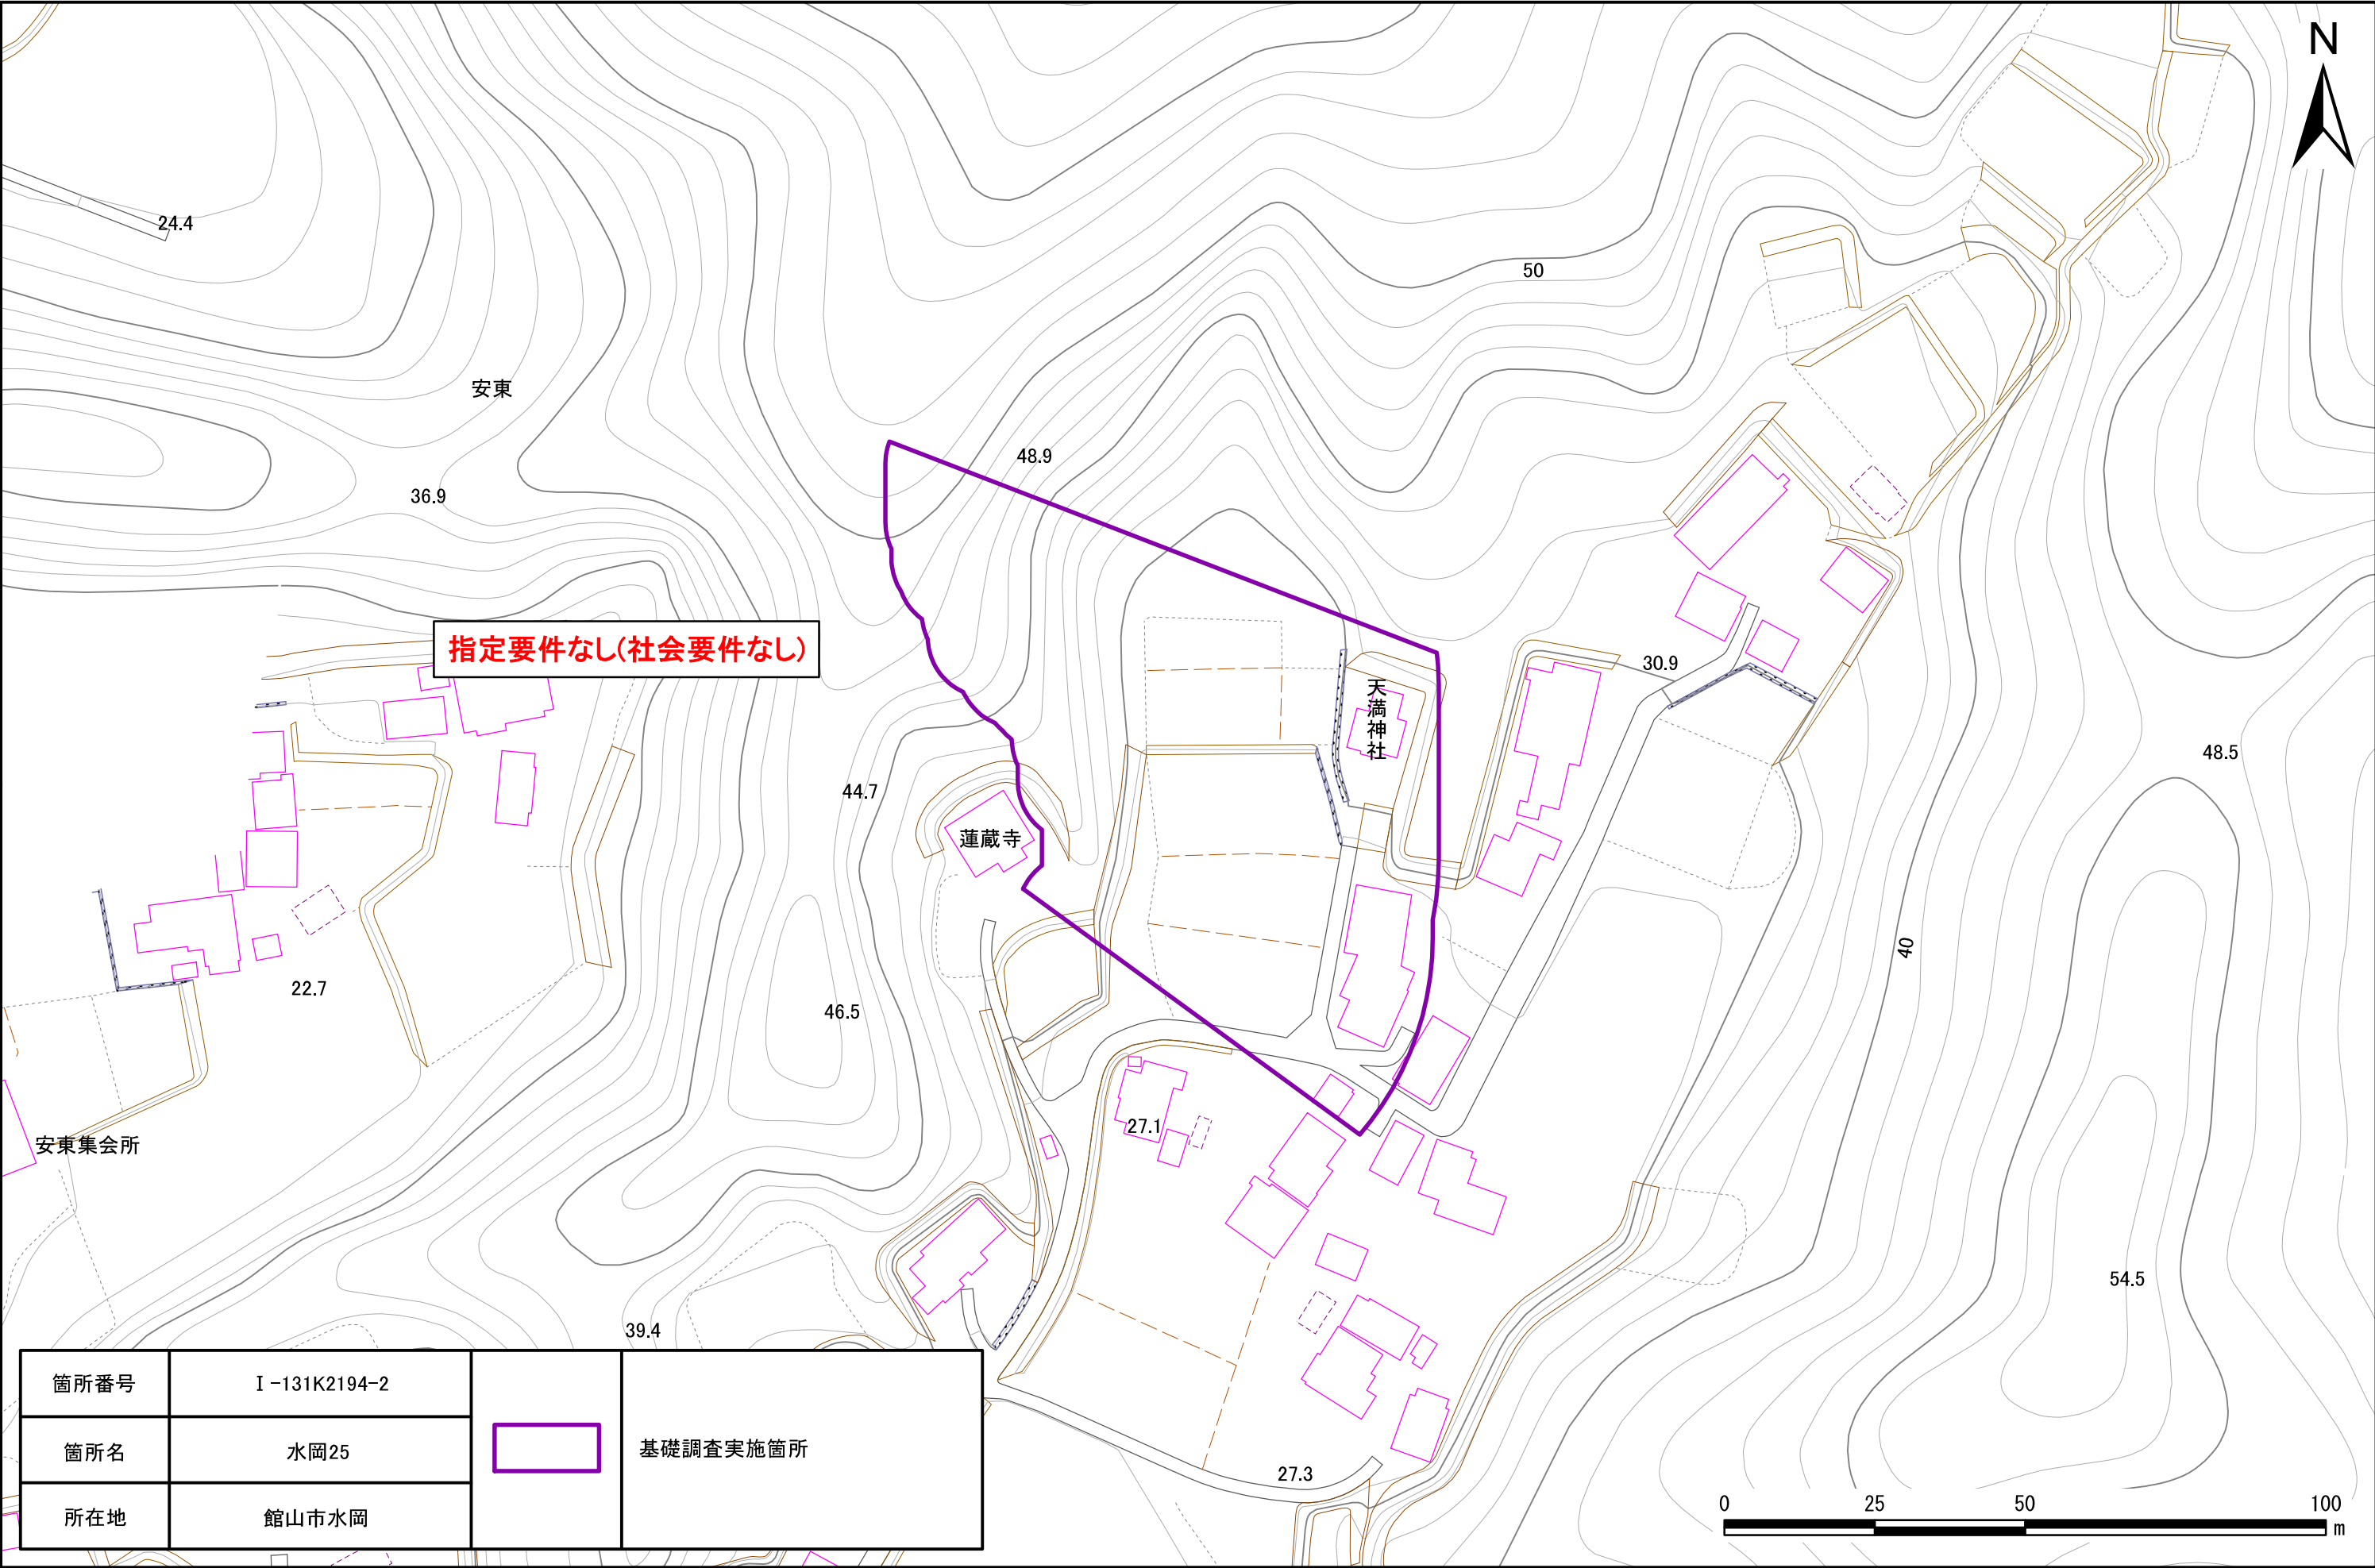 N
24.4
50
安東
48.9
36.9
指定要件なし(社会要件なし)
30.9
天満神社
48.5
44.7
蓮蔵寺
40
22.7
46.5
27.1
安東集会所
54.5
39.4
箇所番号 Ⅰ-131K2194-2
箇所名 水岡25
所在地 館山市水岡
基礎調査実施箇所
27.3
0 25 50 100
m